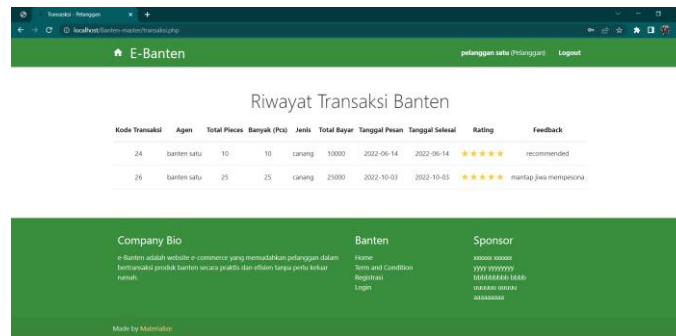 Transaksi - Pelanggan
localhost/Banten-master/transaksi.php
E-Banten
pelanggan satu (Pelanggan) Logout
Riwayat Transaksi Banten
Kode Transaksi Agen Total Pieces Banyak (Pcs) Jenis Total Bayar Tanggal Pesan Tanggal Selesai Rating Feedback
24 banten satu 10 10 canang 10000 2022-06-14 2022-06-14 recommended
26 banten satu 25 25 canang 25000 2022-10-03 2022-10-03 mantap jiwa mempesona
Company Bio
e-Banten adalah website e-commerce yang memudahkan pelanggan dalam
bertransaksi produk banten secara praktis dan efisien tanpa perlu keluar
rumah.
Banten
Home
Term and Condition
Registrasi
Login
Sponsor
xxxxxx xxxxxx
yyyy yyyyyyyy
Made by Materialize